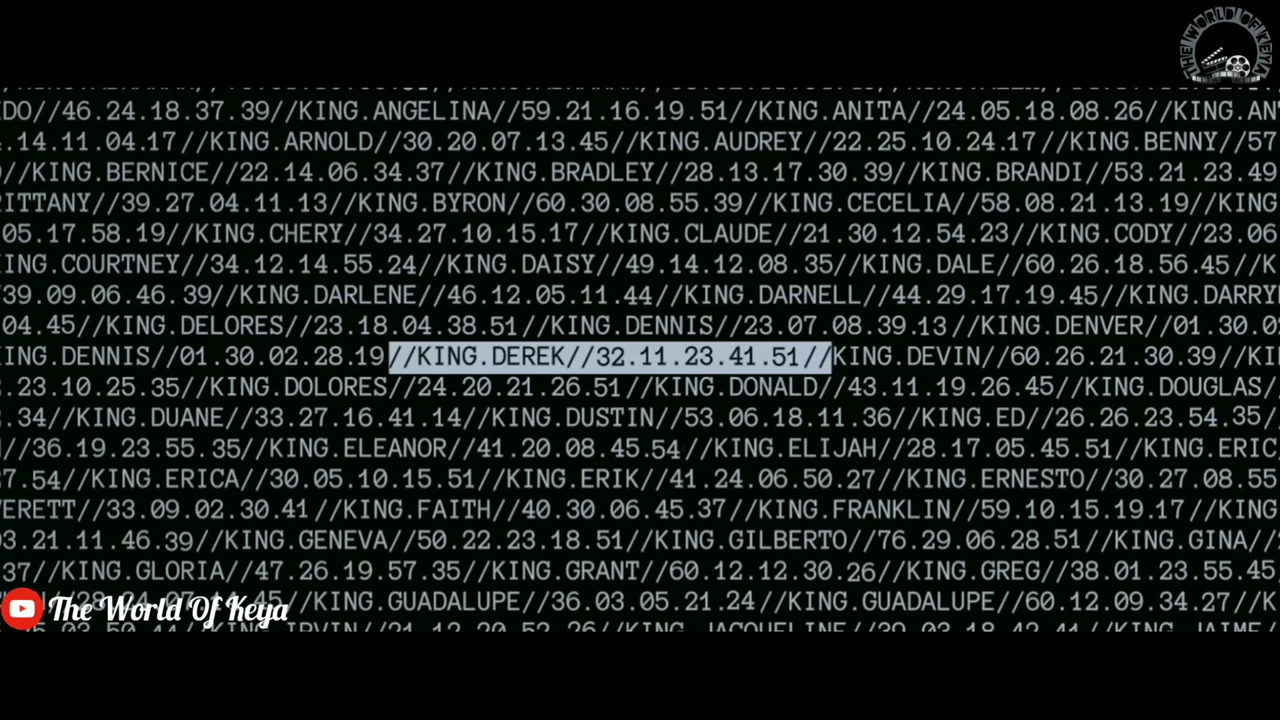 THE WORLD OF KEYA
DO//46.24.18.37.39//KING.ANGELINA//59.21.16.19.51//KING.ANITA//24.05.18.08.26//KING.AN
.14.11.04.17//KING.ARNOLD//30.20.07.13.45//KING.AUDREY//22.25.10.24.17//KING.BENNY//57
//KING.BERNICE//22.14.06.34.37//KING.BRADLEY//28.13.17.30.39//KING.BRANDI//53.21.23.49
ITTANY//39.27.04.11.13//KING.BYRON//60.30.08.55.39//KING.CECELIA//58.08.21.13.19//KING
05.17.58.19//KING.CHERY//34.27.10.15.17//KING.CLAUDE//21.30.12.54.23//KING.CODY//23.06
ING.COURTNEY//34.12.14.55.24//KING.DAISY//49.14.12.08.35//KING.DALE//60.26.18.56.45//K
39.09.06.46.39//KING.DARLENE//46.12.05.11.44//KING.DARNELL//44.29.17.19.45//KING.DARRY
04.45//KING.DELORES//23.18.04.38.51//KING.DENNIS//23.07.08.39.13//KING.DENVER//01.30.0
ING.DENNIS//01.30.02.28.19//KING.DEREK//32.11.23.41.51//KING.DEVIN//60.26.21.30.39//KI
.23.10.25.35//KING.DOLORES//24.20.21.26.51//KING.DONALD//43.11.19.26.45//KING.DOUGLAS/
.34//KING.DUANE//33.27.16.41.14//KING.DUSTIN//53.06.18.11.36//KING.ED//26.26.23.54.35/
//36.19.23.55.35//KING.ELEANOR//41.20.08.45.54//KING.ELIJAH//28.17.05.45.51//KING.ERIC
7.54//KING.ERICA//30.05.10.15.51//KING.ERIK//41.24.06.50.27//KING.ERNESTO//30.27.08.55
ERETT//33.09.02.30.41//KING.FAITH//40.30.06.45.37//KING.FRANKLIN//59.10.15.19.17//KING
3.21.11.46.39//KING.GENEVA//50.22.23.18.51//KING.GILBERTO//76.29.06.28.51//KING.GINA//
37//KING.GLORIA//47.26.19.57.35//KING.GRANT//60.12.12.30.26//KING.GREG//38.01.23.55.45
KING.GUADALUPE//36.03.05.21.24//KING.GUADALUPE//60.12.09.34.27//K
The World Of Keya